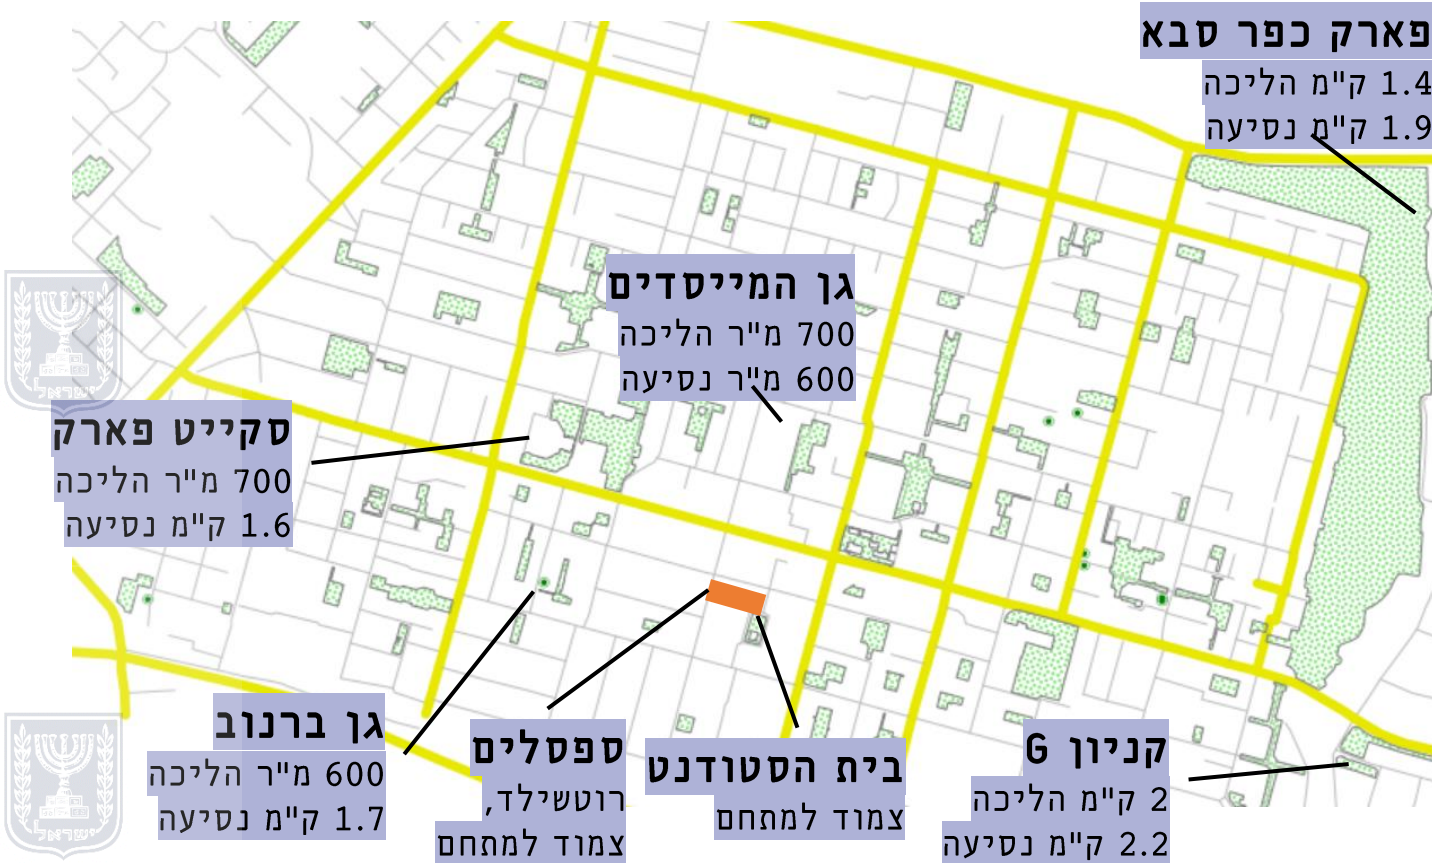 פארק כפר סבא
1.4 ק"מ הליכה
1.9 ק"מ נסיעה
גן המייסדים
700 מ"ר הליכה
600 מ"ר נסיעה
סקייט פארק
700 מ"ר הליכה
1.6 ק"מ נסיעה
גן ברנוב
600 מ"ר הליכה
1.7 ק"מ נסיעה
ספסלים
רוטשילד,
צמוד למתחם
בית הסטודנט
צמוד למתחם
קניון G
2 ק"מ הליכה
2.2 ק"מ נסיעה
ישראל
ישראל